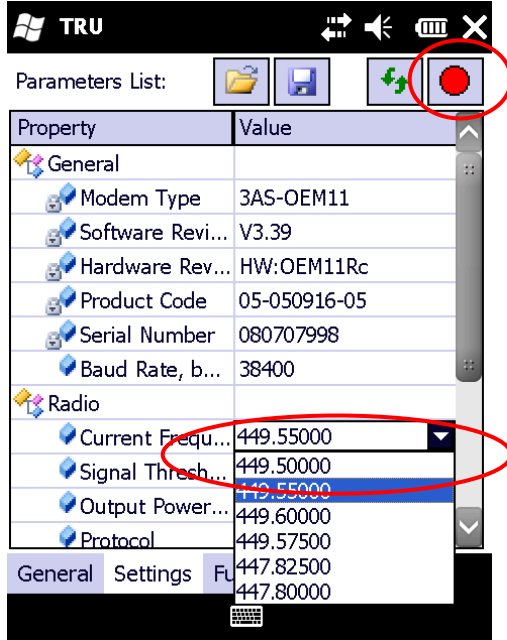 TRU
Parameters List:
Property Value
General
Modem Type 3AS-OEM11
Software Revi... V3.39
Hardware Rev... HW:OEM11Rc
Product Code 05-050916-05
Serial Number 080707998
Baud Rate, b... 38400
Radio
Current Frequ... 449.55000
Signal Thresh... 449.50000
449.55000
Output Power... 449.60000
Protocol 449.57500
447.82500
General Settings Fu 447.80000